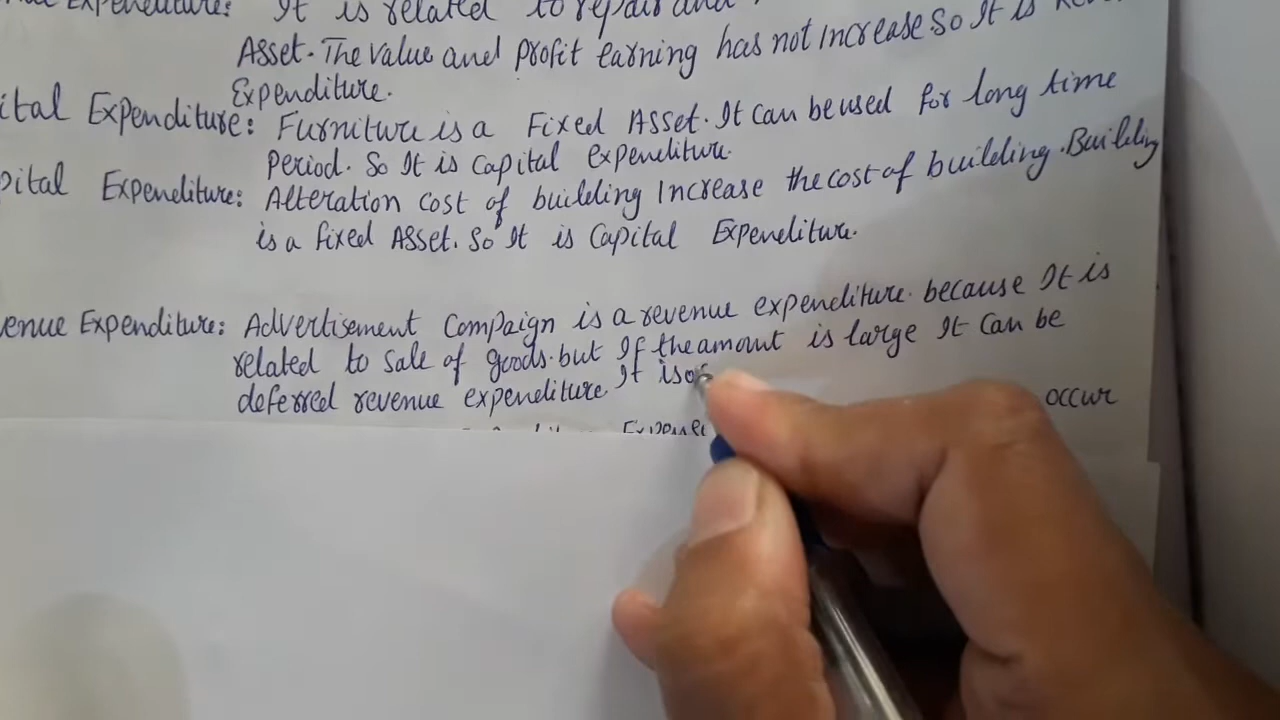 Expenditure: It is related to repair and
Asset. The value and profit earning has not increase. So It is
Expenditure.
ital Expenditure: Furniture is a Fixed Asset. It can be used for long time
period. So It is capital expenditure.
pital Expenditure: Alteration cost of building Increase the cost of building. Building
is a fixed Asset. So It is Capital Expenditure.
venue Expenditure: Advertisement Compaign is a revenue expenditure. because It is
related to sale of goods. but If the amount is large It can be
deferred revenue expenditure It is occur